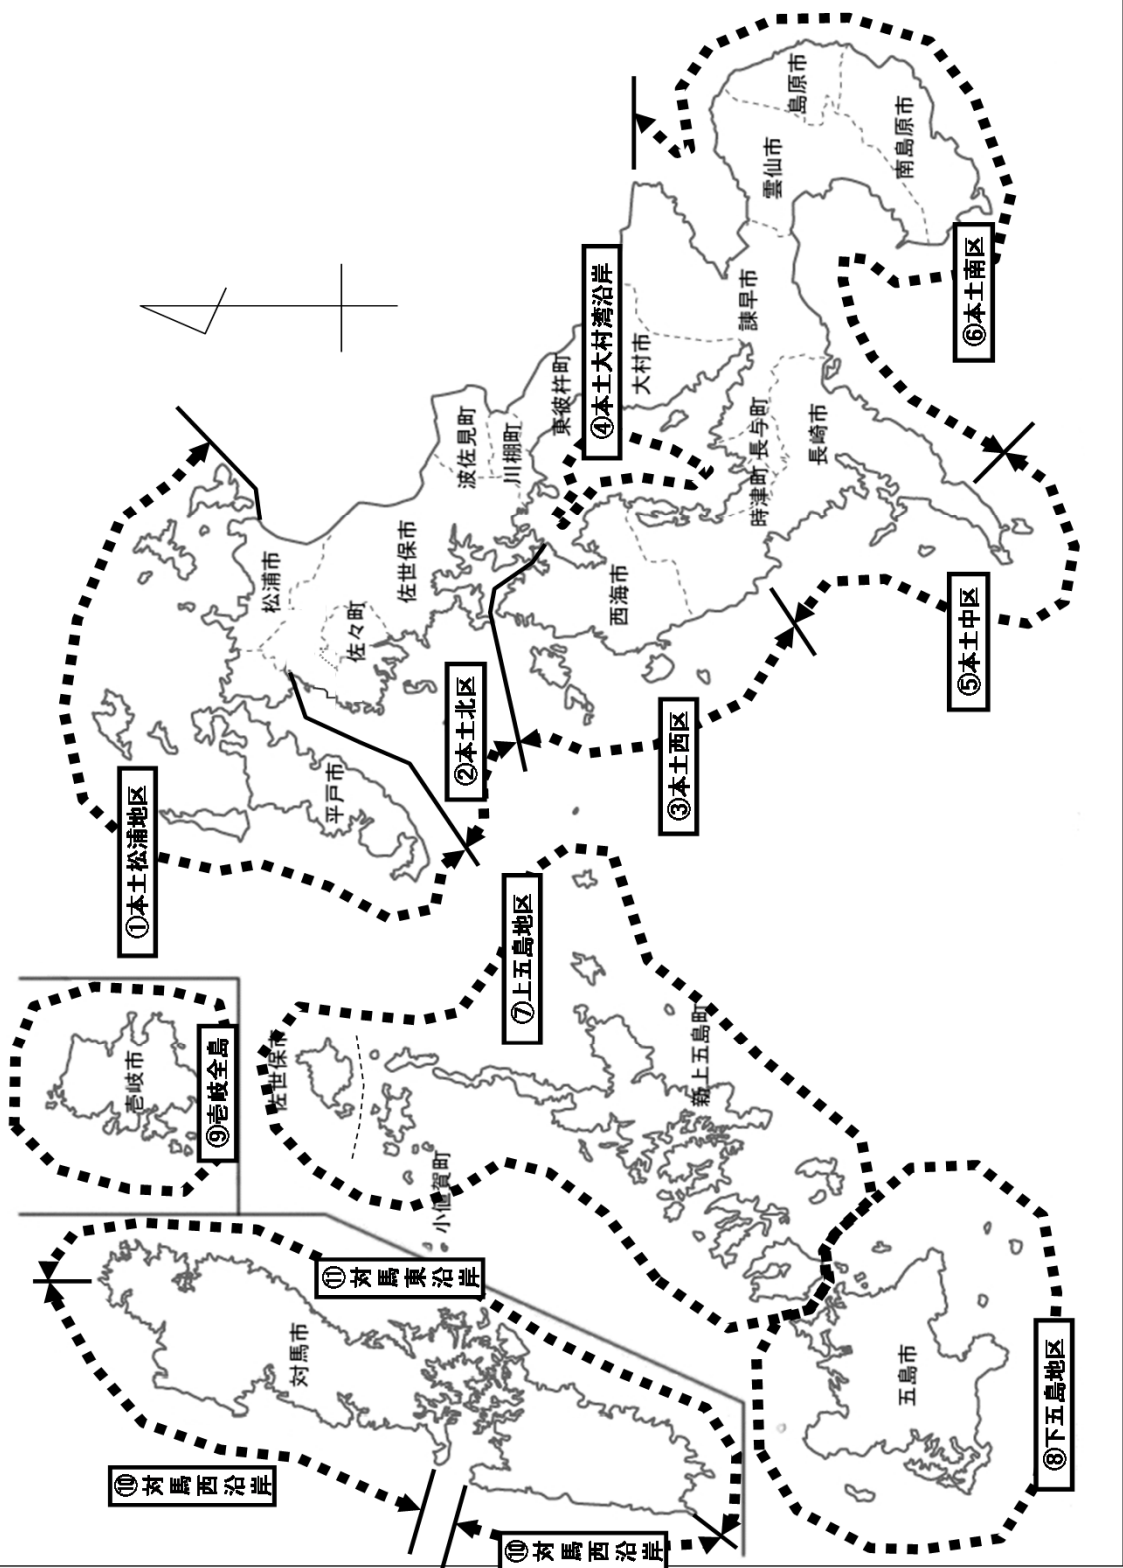 ①本土松浦地区
②本土北区
③本土西区
④本土大村湾沿岸
⑤本土中区
⑥本土南区
⑦上五島地区
⑧下五島地区
⑨壱岐全島
⑩対馬西沿岸
⑩対馬西沿岸
⑪対馬東沿岸
対馬市
壱岐市
佐世保市
小値賀町
新上五島町
五島市
平戸市
松浦市
佐々町
佐世保市
波佐見町
川棚町
東彼杵町
大村市
西海市
時津町
長与町
長崎市
諫早市
雲仙市
島原市
南島原市